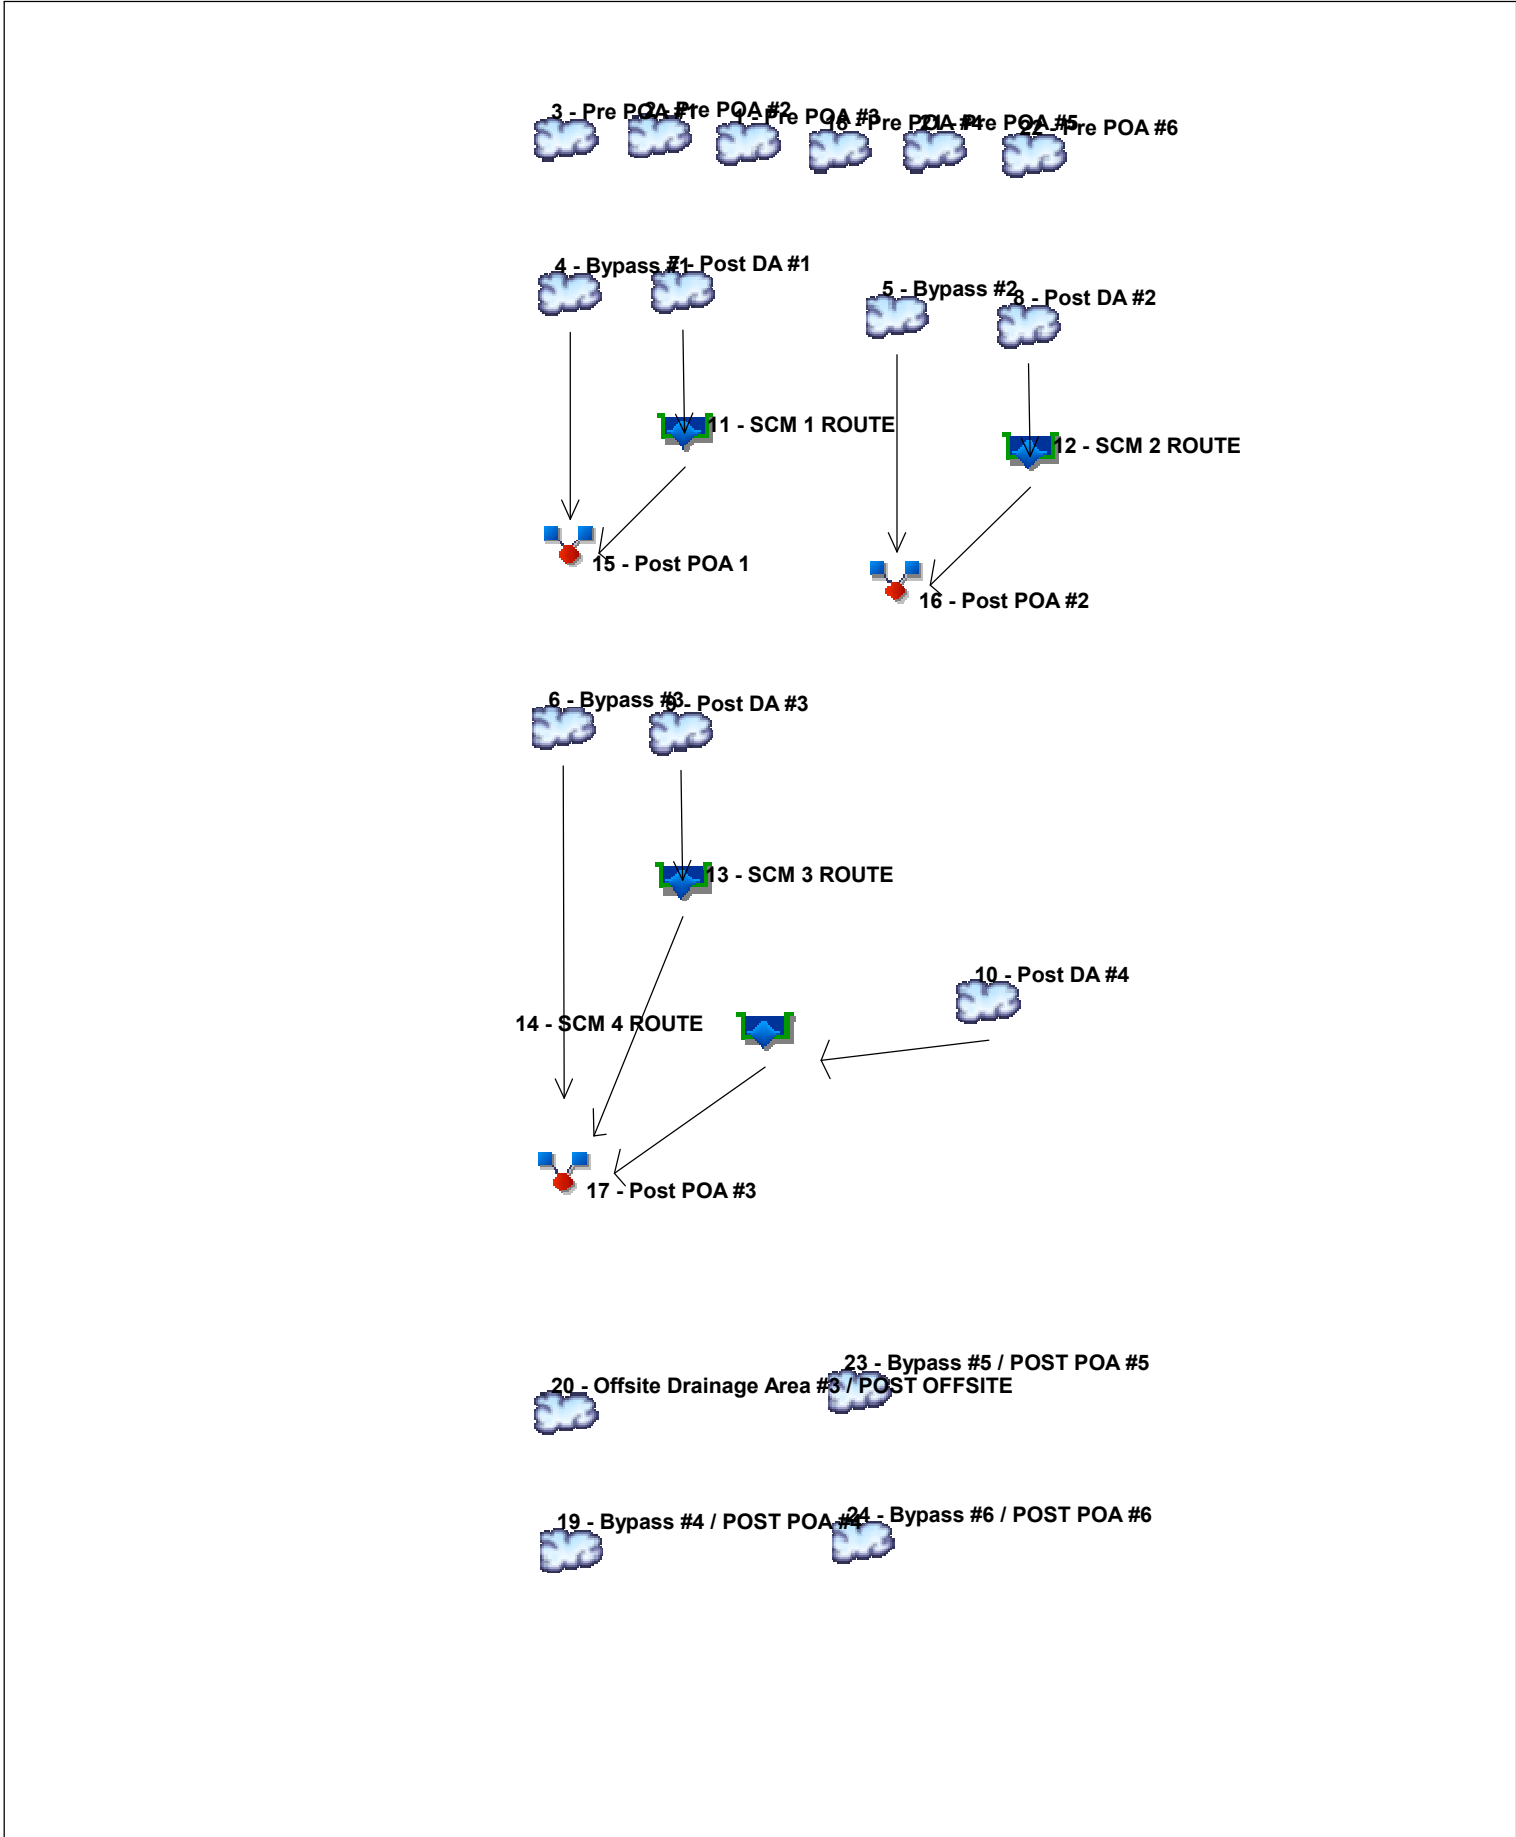 3 - Pre POA #1
2 - Pre POA #2
1 - Pre POA #3
18 - Pre POA #4
21 - Pre POA #5
22 - Pre POA #6
4 - Bypass #1
7 - Post DA #1
5 - Bypass #2
8 - Post DA #2
11 - SCM 1 ROUTE
12 - SCM 2 ROUTE
15 - Post POA 1
16 - Post POA #2
6 - Bypass #3
9 - Post DA #3
13 - SCM 3 ROUTE
10 - Post DA #4
14 - SCM 4 ROUTE
17 - Post POA #3
23 - Bypass #5 / POST POA #5
20 - Offsite Drainage Area #3 / POST OFFSITE
19 - Bypass #4 / POST POA #4
24 - Bypass #6 / POST POA #6